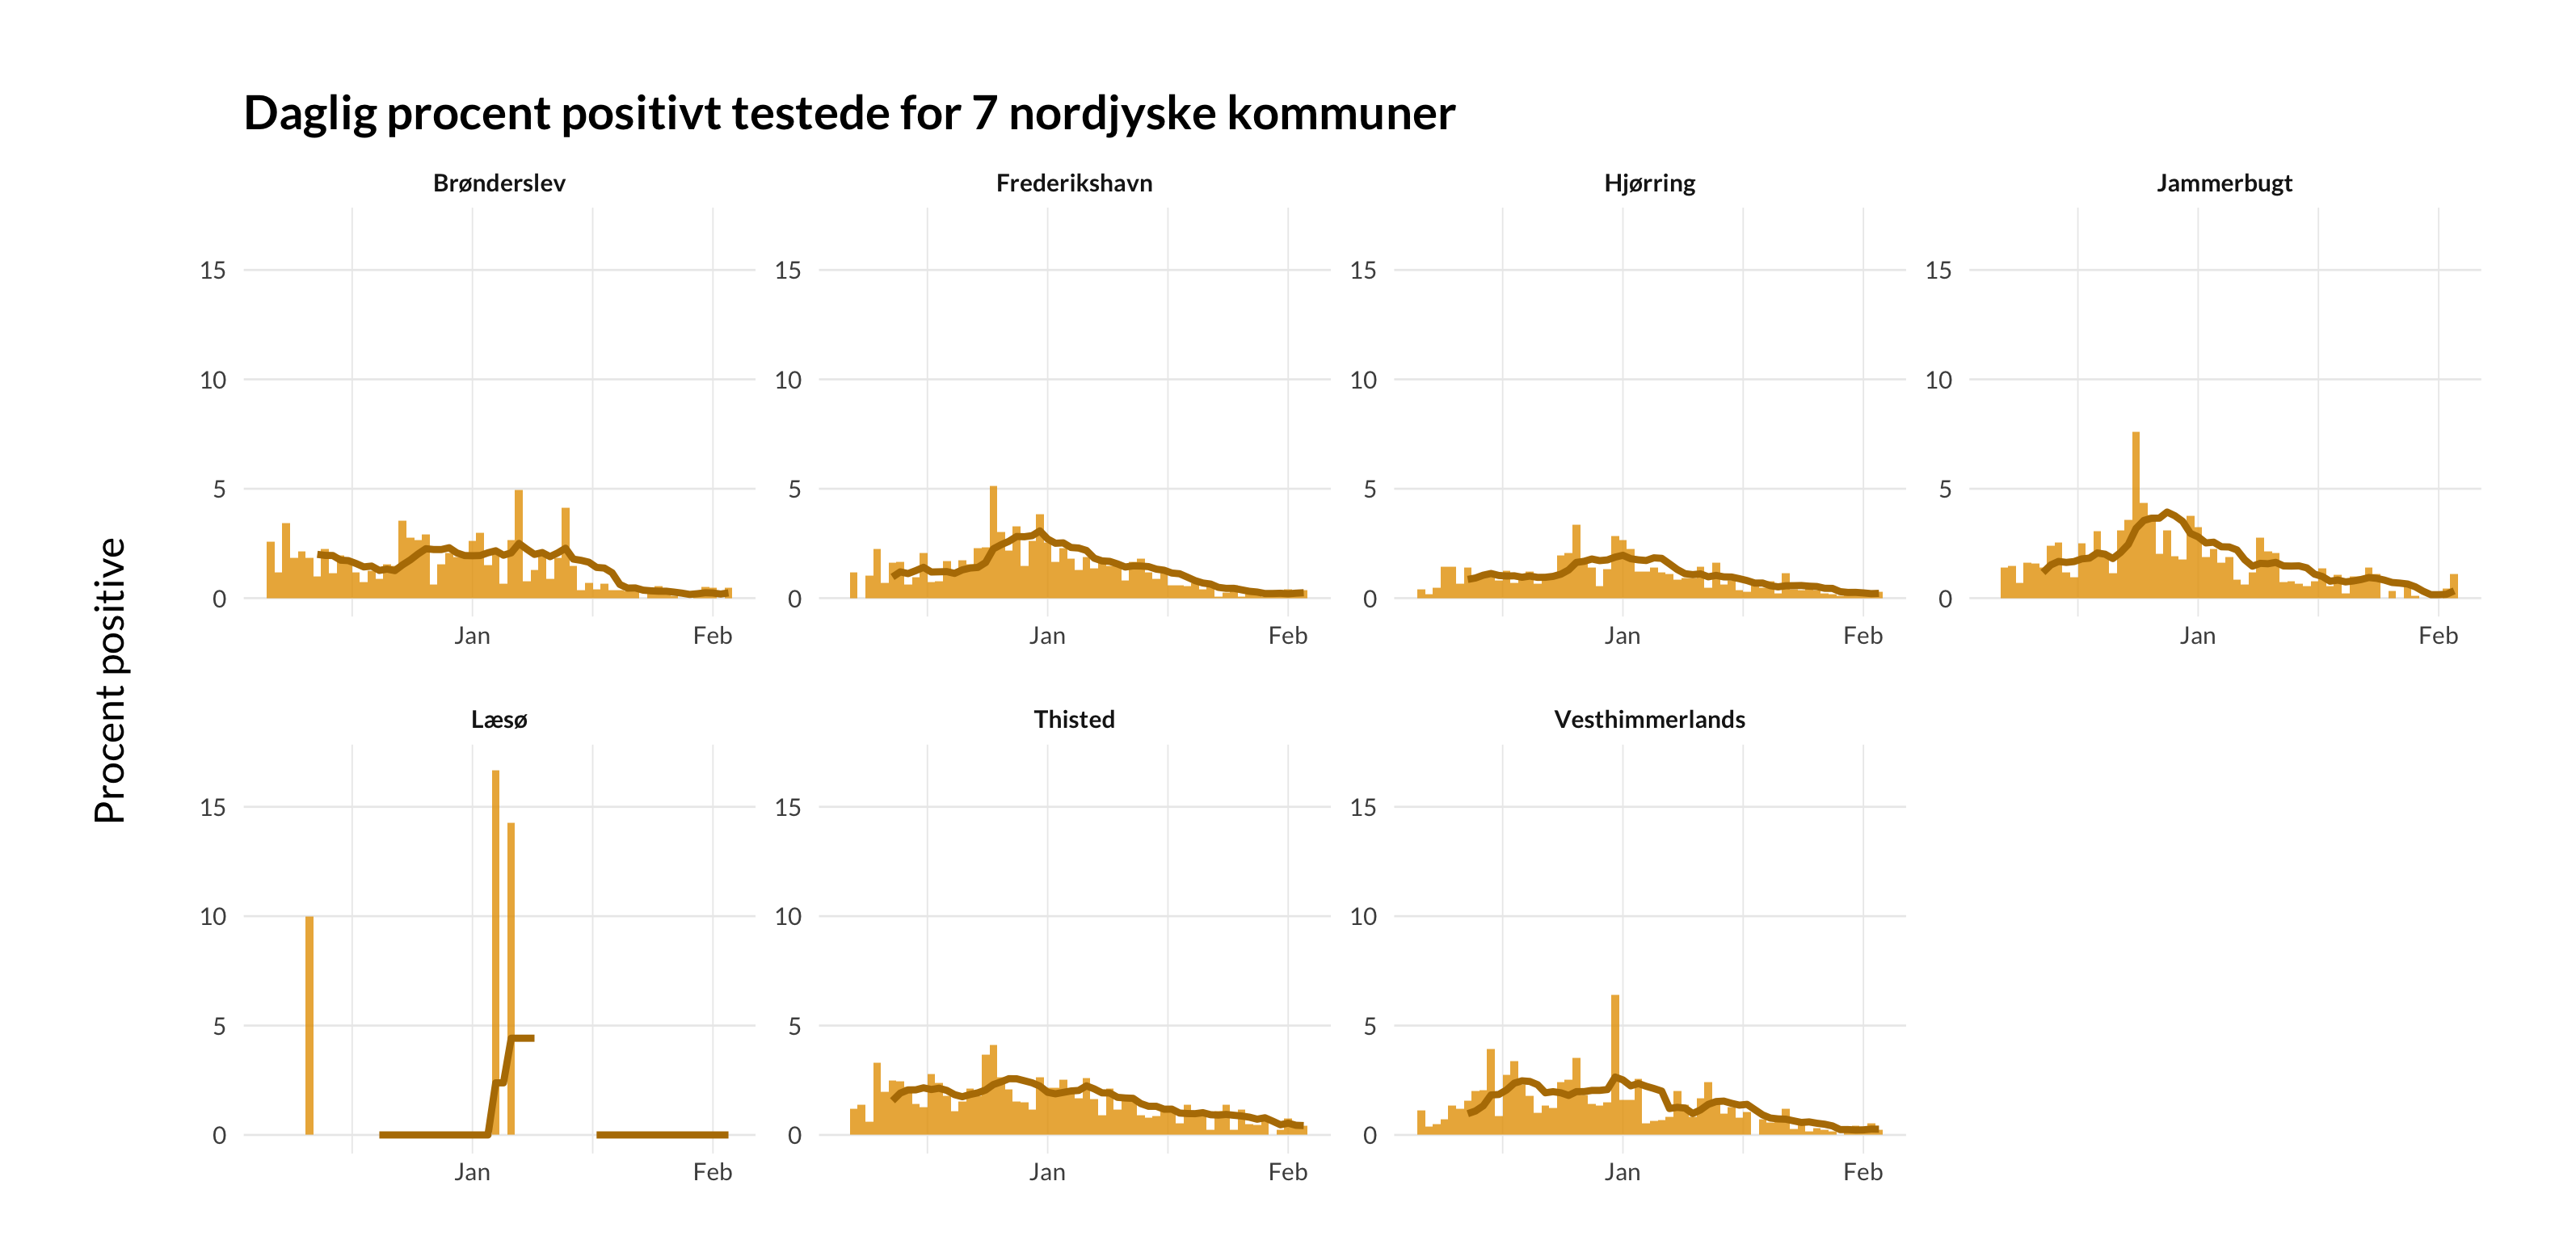 Daglig procent positivt testede for 7 nordjyske kommuner
Procent positive
Brønderslev
15
10
5
0
Jan
Feb
Frederikshavn
15
10
5
0
Jan
Feb
Hjørring
15
10
5
0
Jan
Feb
Jammerbugt
15
10
5
0
Jan
Feb
Læsø
15
10
5
0
Jan
Feb
Thisted
15
10
5
0
Jan
Feb
Vesthimmerlands
15
10
5
0
Jan
Feb